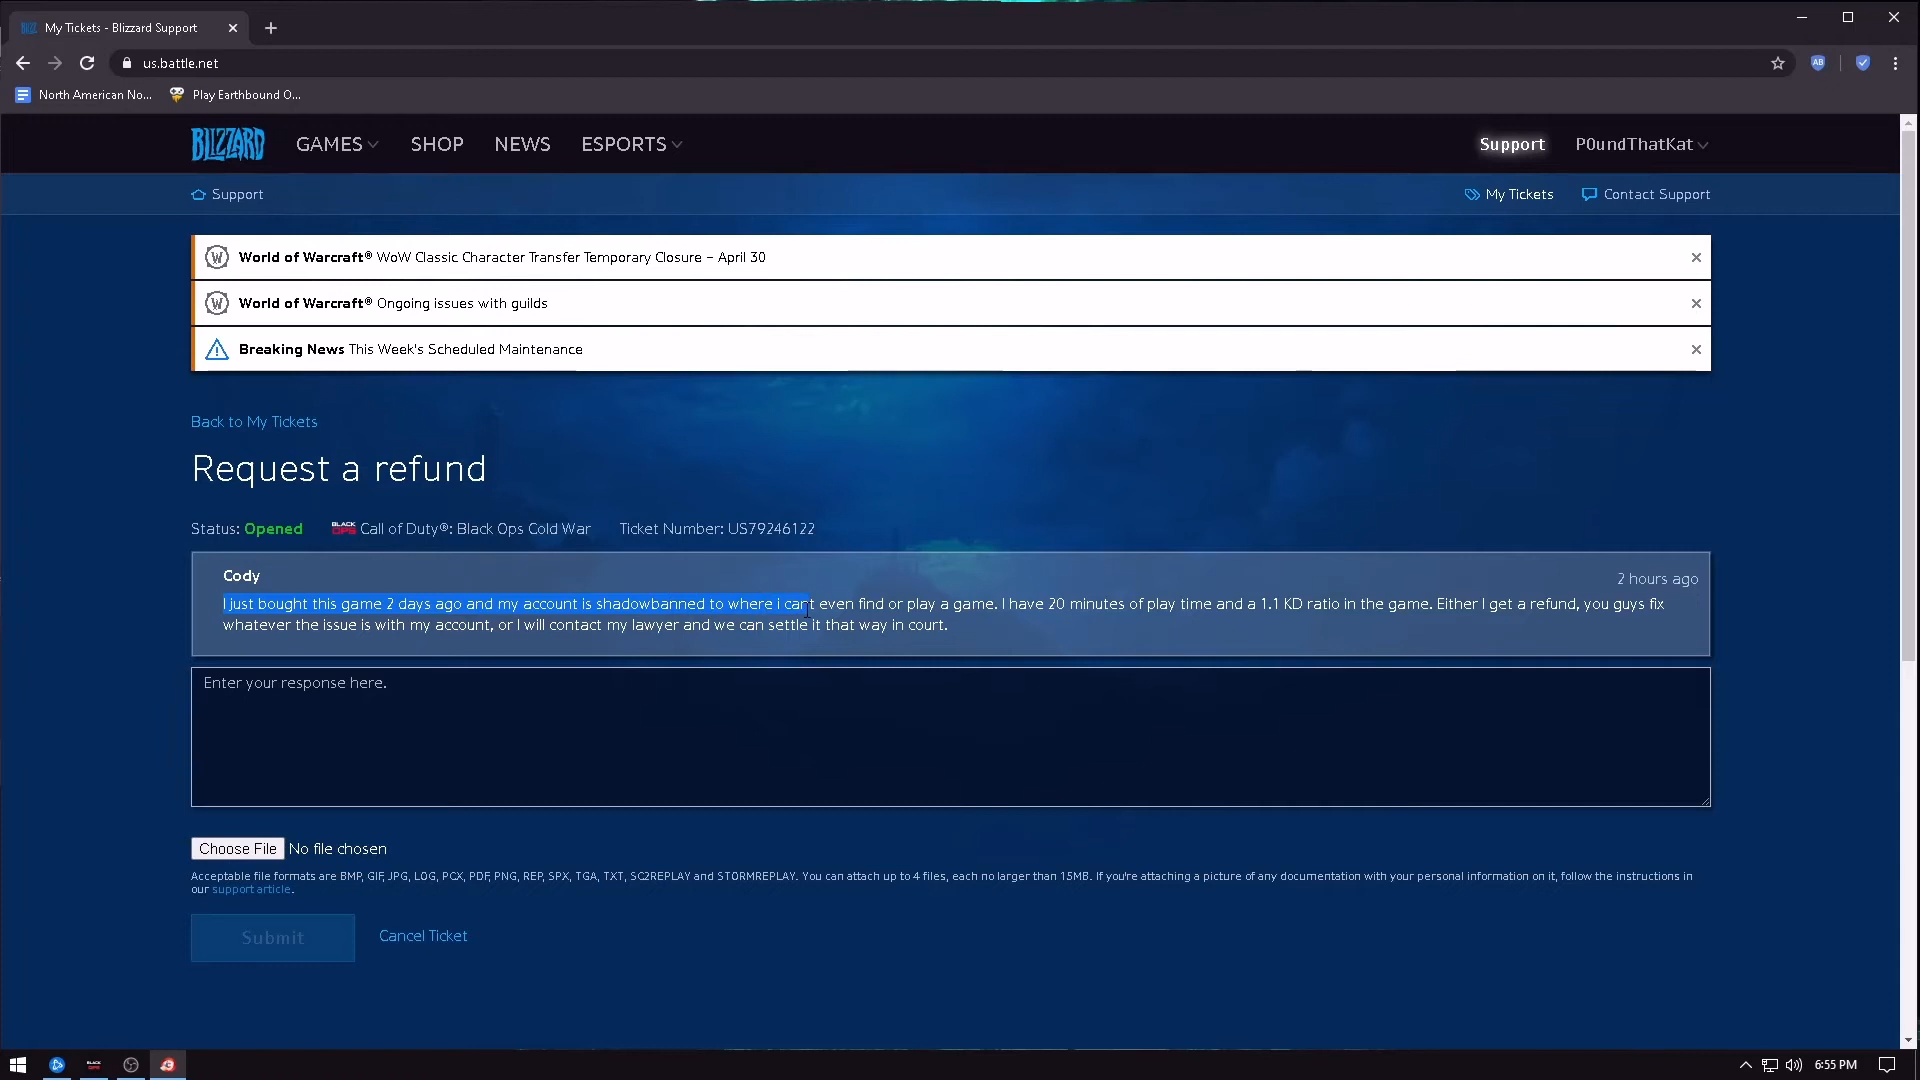 My Tickets - Blizzard Support
us.battle.net
North American No...
Play Earthbound O...
BLIZZARD
GAMES
SHOP
NEWS
ESPORTS
Support
P0undThatKat
Support
My Tickets
Contact Support
World of Warcraft® WoW Classic Character Transfer Temporary Closure – April 30
World of Warcraft® Ongoing issues with guilds
Breaking News This Week's Scheduled Maintenance
Back to My Tickets
Request a refund
Status: Opened
BLACK OPS
Call of Duty®: Black Ops Cold War
Ticket Number: US79246122
Cody
2 hours ago
I just bought this game 2 days ago and my account is shadowbanned to where i cant even find or play a game. I have 20 minutes of play time and a 1.1 KD ratio in the game. Either I get a refund, you guys fix
whatever the issue is with my account, or I will contact my lawyer and we can settle it that way in court.
Enter your response here.
Choose File No file chosen
Acceptable file formats are BMP, GIF, JPG, LOG, PCX, PDF, PNG, REP, SPX, TGA, TXT, SC2REPLAY and STORMREPLAY. You can attach up to 4 files, each no larger than 15MB. If you're attaching a picture of any documentation with your personal information on it, follow the instructions in
our support article.
Submit
Cancel Ticket
6:55 PM